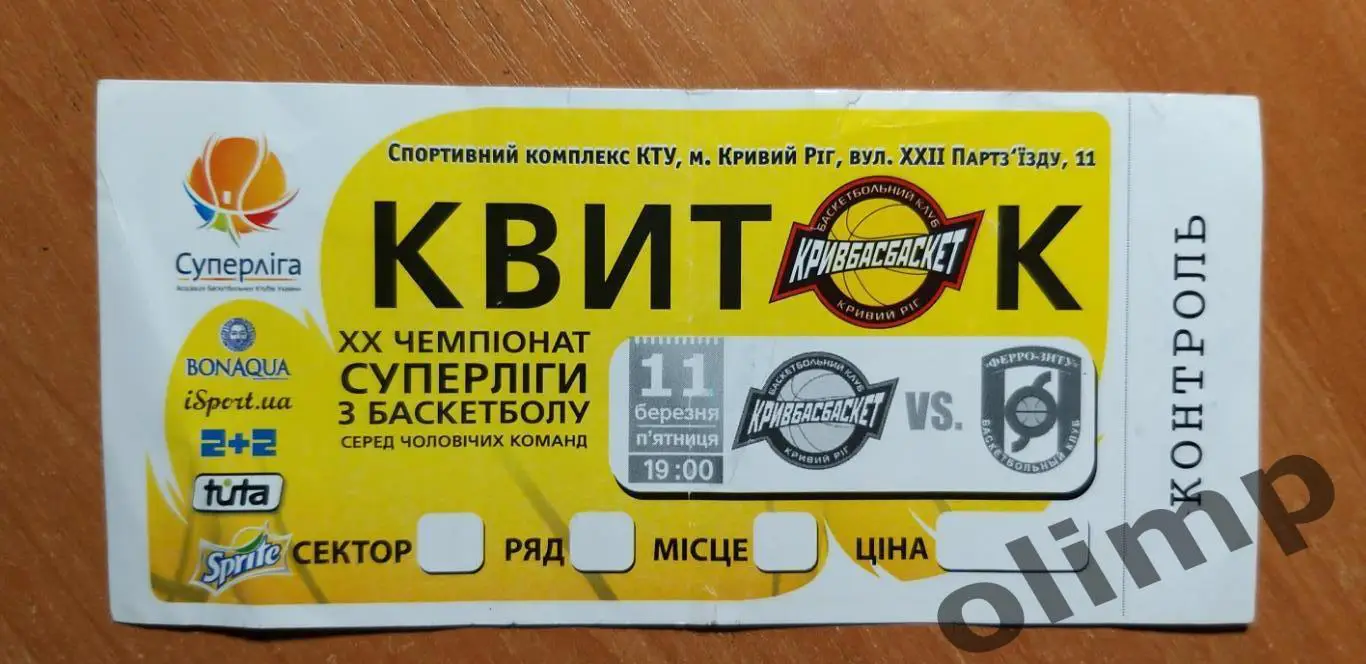 Спортивний комплекс КТУ, м. Кривий Ріг, вул. XXII Партз‘їзду, 11
Суперліга
Асоціація баскетбольних Клубів України
КВИТ
БАСКЕТБОЛЬНИЙ КЛУБ
КРИВБАСБАСКЕТ
КРИВИЙ РІГ
К
BONAQUA
iSport.ua
2+2
tuta
Sprite
XX ЧЕМПІОНАТ
СУПЕРЛІГИ
З БАСКЕТБОЛУ
СЕРЕД ЧОЛОВІЧИХ КОМАНД
11
березня
п'ятниця
19:00
БАСКЕТБОЛЬНИЙ КЛУБ
КРИВБАСБАСКЕТ
КРИВИЙ РІГ
VS.
"ФЕРРО-ЗНТУ"
БАСКЕТБОЛЬНЫЙ КЛУБ
СЕКТОР РЯД МІСЦЕ ЦІНА
КОНТРОЛЬ
olimp